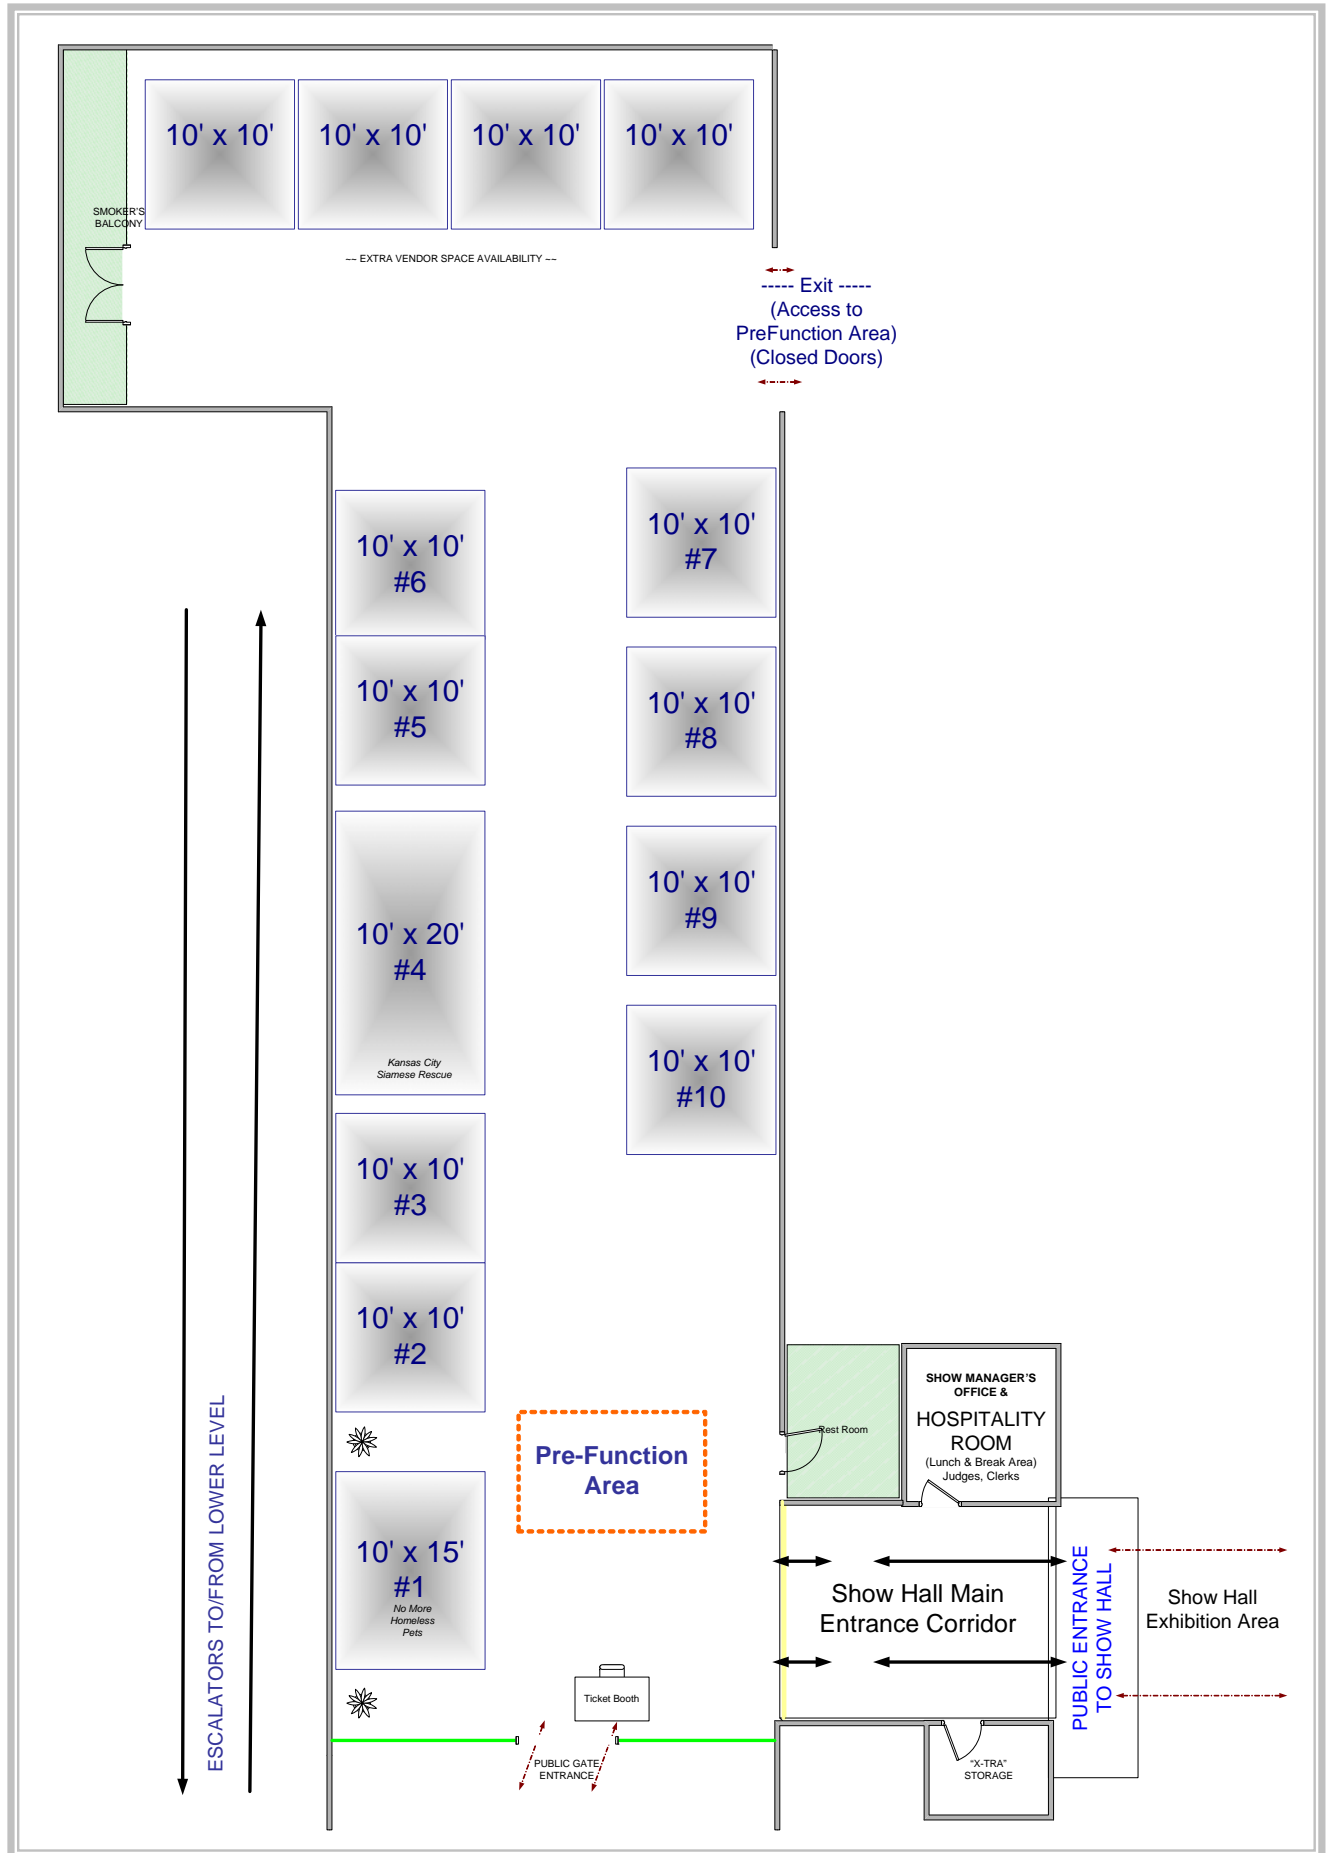 10' x 10'
10' x 10'
10' x 10'
10' x 10'
SMOKER'S
BALCONY
~~ EXTRA VENDOR SPACE AVAILABILITY ~~
----- Exit -----
(Access to
PreFunction Area)
(Closed Doors)
10' x 10'
#6
10' x 10'
#7
10' x 10'
#5
10' x 10'
#8
10' x 20'
#4
Kansas City
Siamese Rescue
10' x 10'
#9
10' x 10'
#10
10' x 10'
#3
10' x 10'
#2
ESCALATORS TO/FROM LOWER LEVEL
Pre-Function
Area
Rest Room
SHOW MANAGER'S
OFFICE &
HOSPITALITY
ROOM
(Lunch & Break Area)
Judges, Clerks
10' x 15'
#1
No More
Homeless
Pets
Show Hall Main
Entrance Corridor
PUBLIC ENTRANCE
TO SHOW HALL
Show Hall
Exhibition Area
Ticket Booth
PUBLIC GATE
ENTRANCE
"X-TRA"
STORAGE